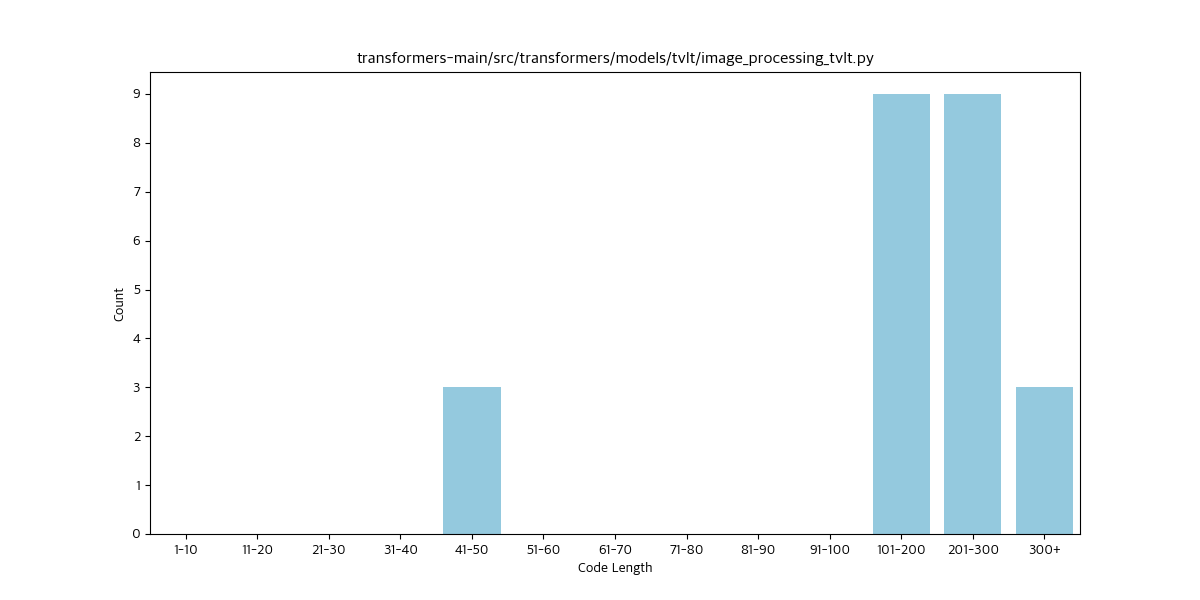 transformers-main/src/transformers/models/tvlt/image_processing_tvlt.py
9
8
7
6
5
4
3
2
1
0
Count
1-10 11-20 21-30 31-40 41-50 51-60 61-70 71-80 81-90 91-100 101-200 201-300 300+
Code Length